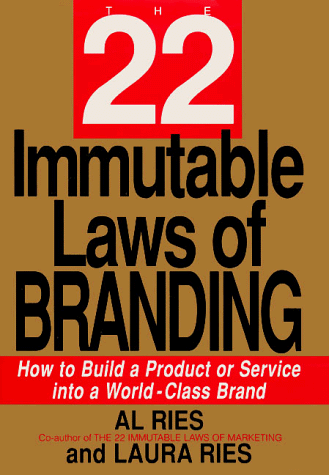 THE
22
Immutable
Laws of
BRANDING
How to Build a Product or Service
into a World-Class Brand
AL RIES
Co-author of THE 22 IMMUTABLE LAWS OF MARKETING
and LAURA RIES